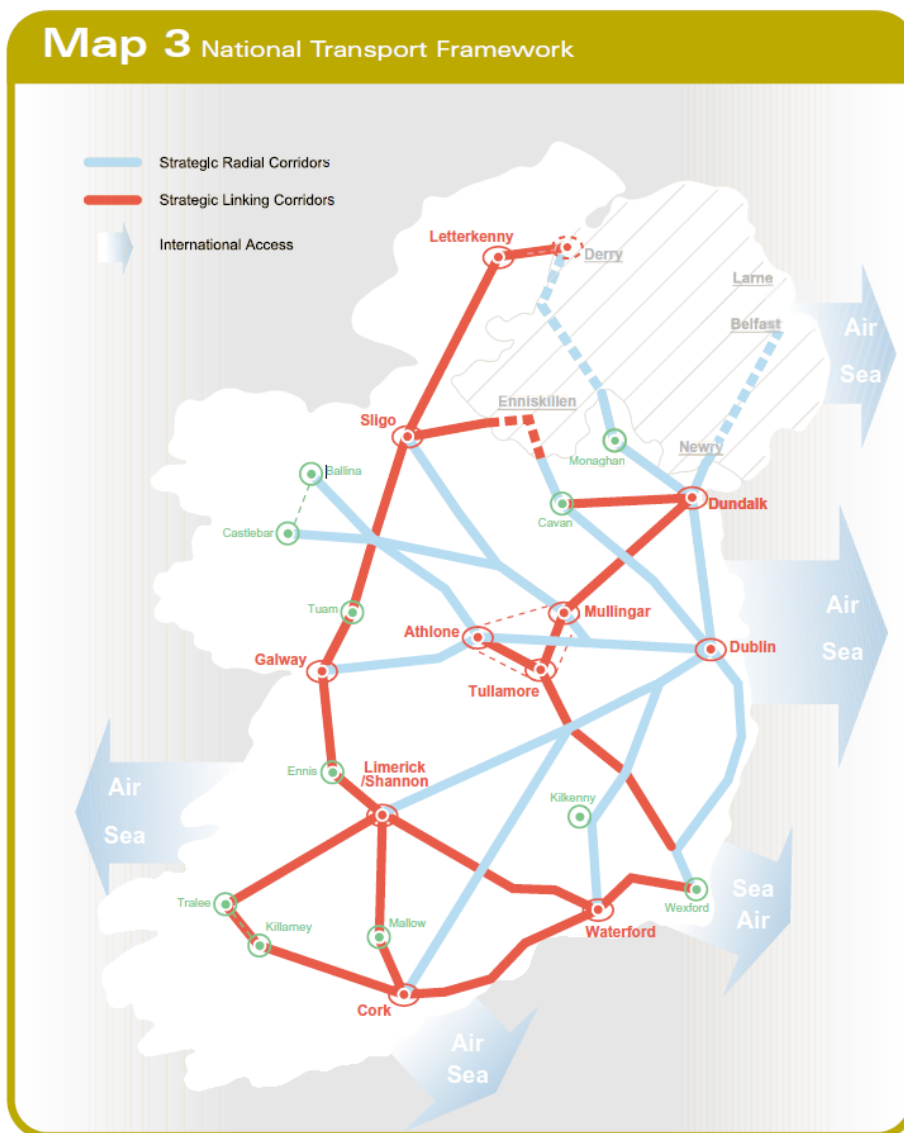 Map 3 National Transport Framework
Strategic Radial Corridors
Strategic Linking Corridors
International Access
Letterkenny
Derry
Larne
Belfast
Air
Sea
Enniskillen
Sligo
Monaghan
Newry
Ballina
Dundalk
Cavan
Castlebar
Tuam
Mullingar
Athlone
Air
Sea
Dublin
Galway
Tullamore
Ennis
Limerick
/Shannon
Air
Sea
Kilkenny
Sea
Air
Tralee
Killarney
Mallow
Wexford
Waterford
Cork
Air
Sea